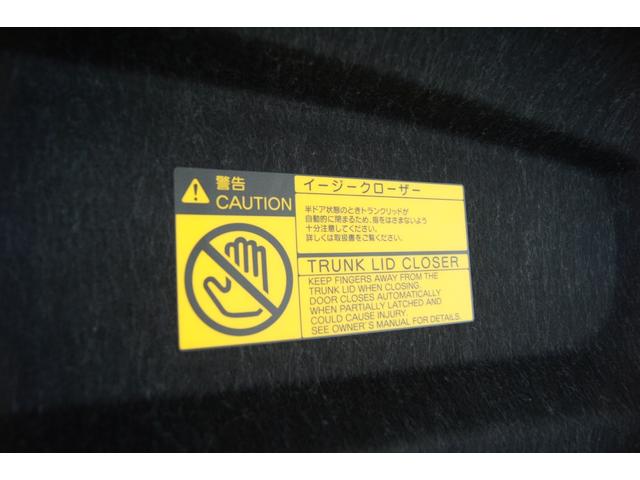 警告
CAUTION
イージークローザー
半ドア状態のときトランクリッドが
自動的に閉まるため、指をはさまないよう
十分注意してください。
詳しくは取扱書をご覧ください。
TRUNK LID CLOSER
KEEP FINGERS AWAY FROM THE
TRUNK LID WHEN CLOSING.
DOOR CLOSES AUTOMATICALLY
WHEN PARTIALLY LATCHED AND
COULD CAUSE INJURY.
SEE OWNER'S MANUAL FOR DETAILS.